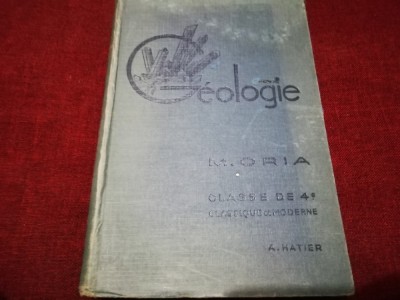 Géologie
M. ORIA
CLASSE DE 4e
CLASSIQUE & MODERNE
A. HATIER